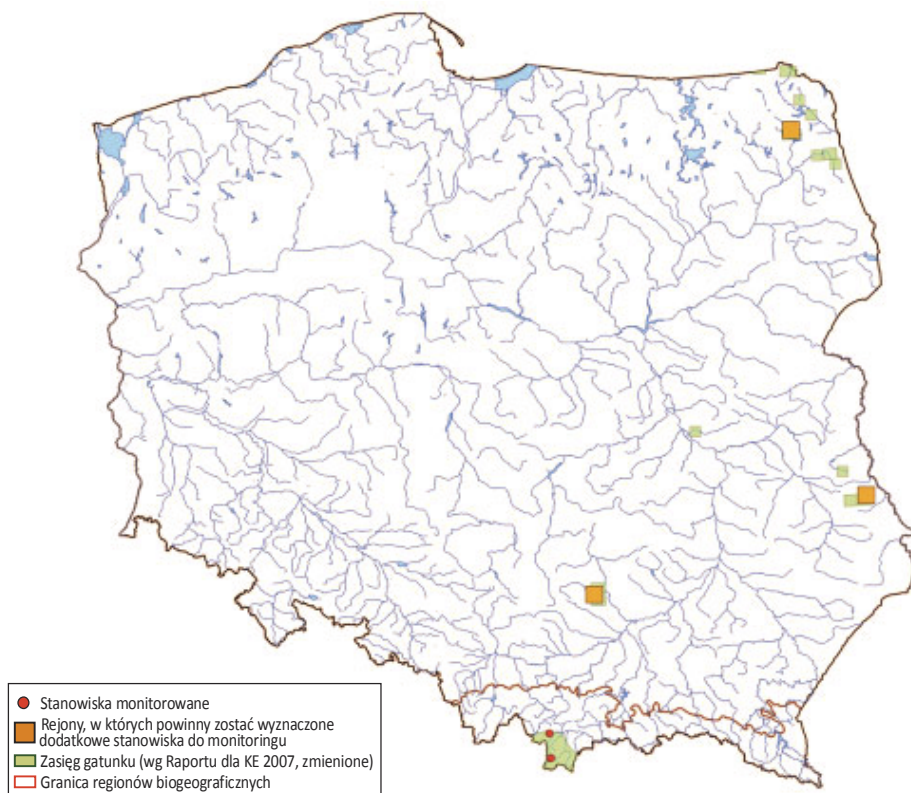 Stanowiska monitorowane
Rejony, w których powinny zostać wyznaczone
dodatkowe stanowiska do monitoringu
Zasięg gatunku (wg Raportu dla KE 2007, zmienione)
Granica regionów biogeograficznych